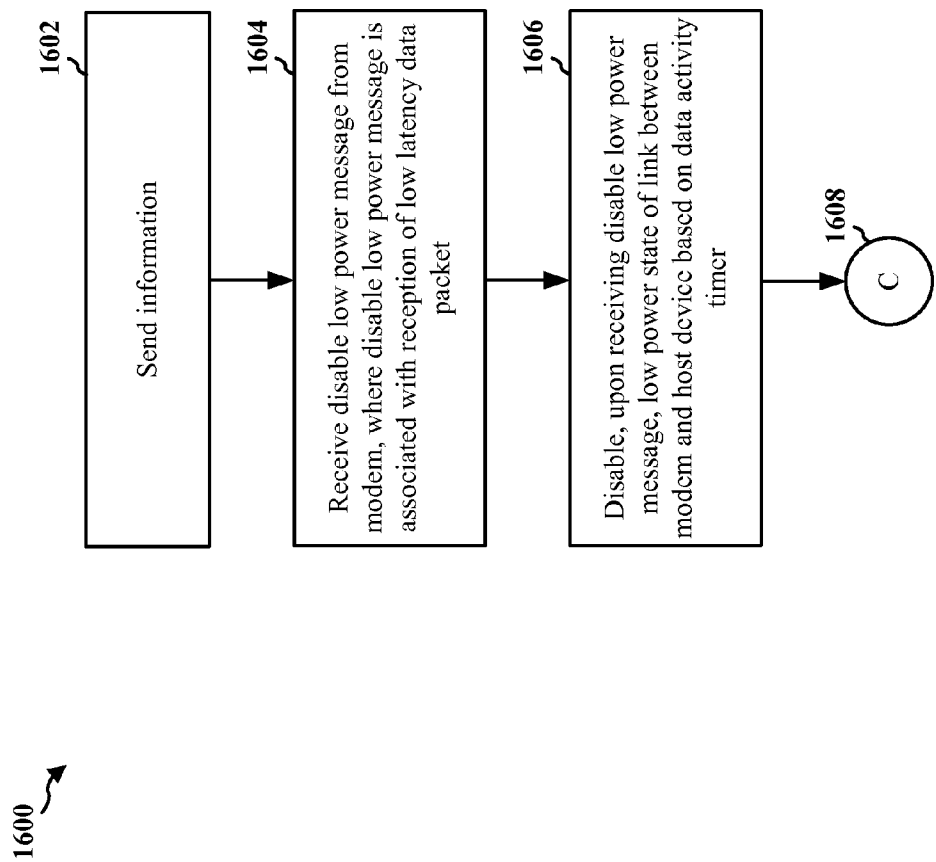 1600
1602
Send information
1604
Receive disable low power message from
modem, where disable low power message is
associated with reception of low latency data
packet
1606
Disable, upon receiving disable low power
message, low power state of link between
modem and host device based on data activity
timer
1608
C